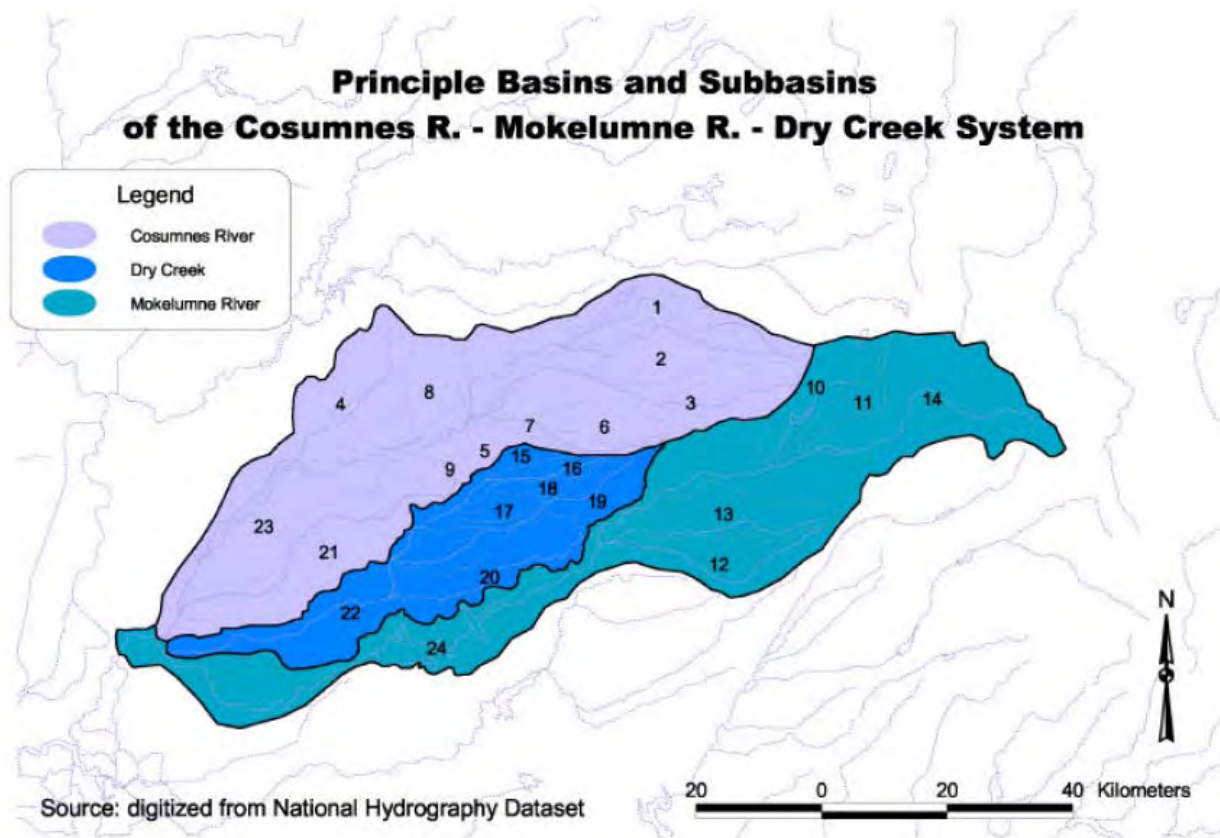 Principle Basins and Subbasins
of the Cosumnes R. - Mokelumne R. - Dry Creek System
Legend
Cosumnes River
Dry Creek
Mokelumne River
1
2
3
4
8
10
11
14
7
6
5
15
9
16
18
19
17
13
23
21
12
20
22
24
N
20 0 20 40 Kilometers
Source: digitized from National Hydrography Dataset